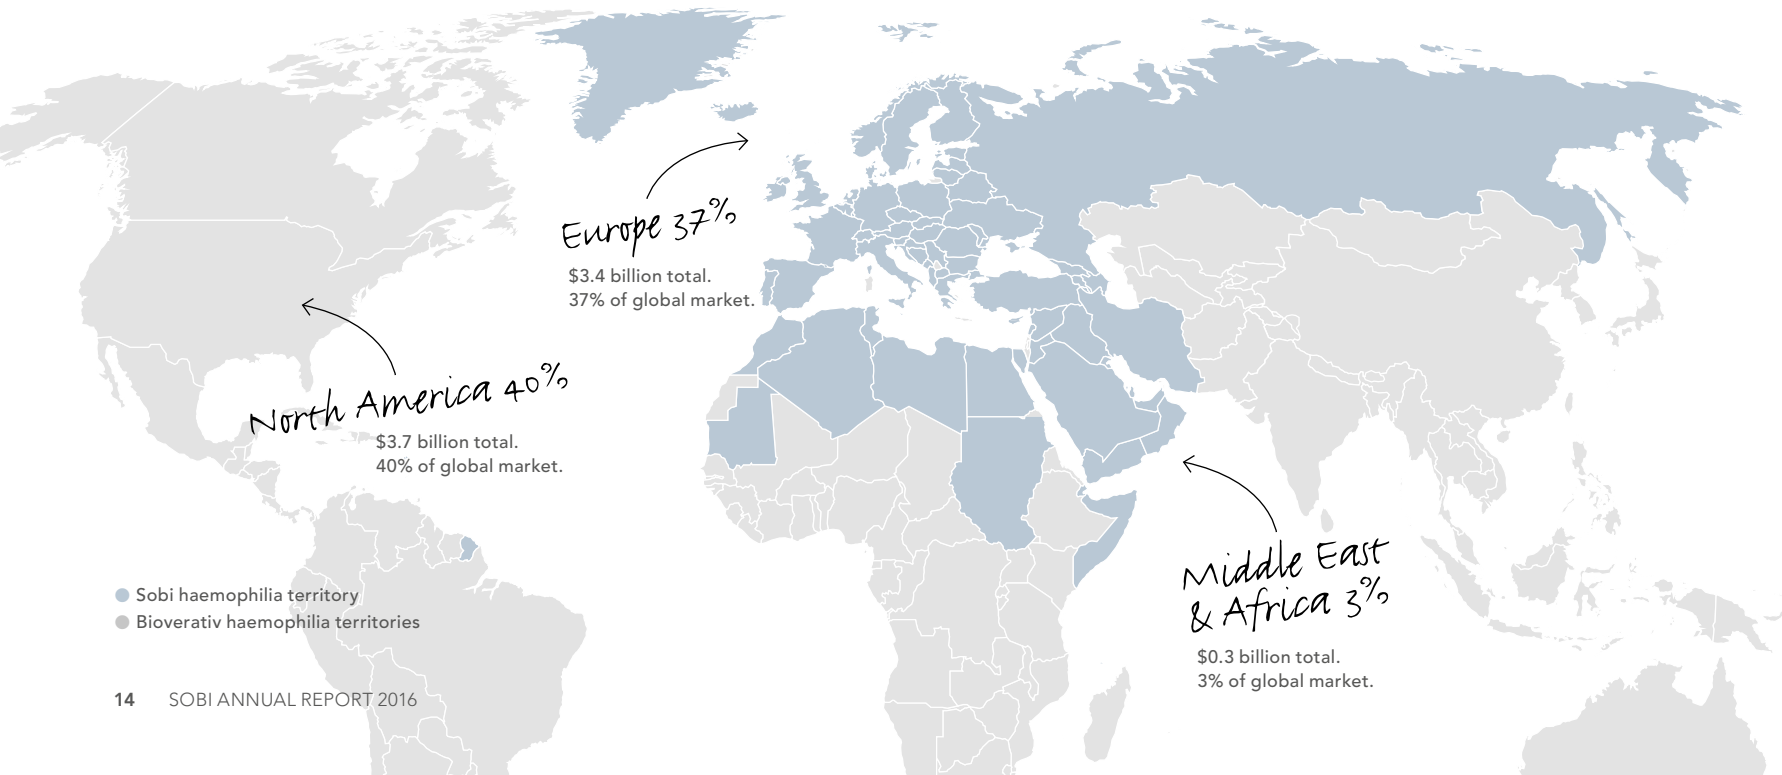 Europe 37%
$3.4 billion total.
37% of global market.
North America 40%
$3.7 billion total.
40% of global market.
Middle East
& Africa 3%
$0.3 billion total.
3% of global market.
Sobi haemophilia territory
Bioverativ haemophilia territories
14 SOBI ANNUAL REPORT 2016